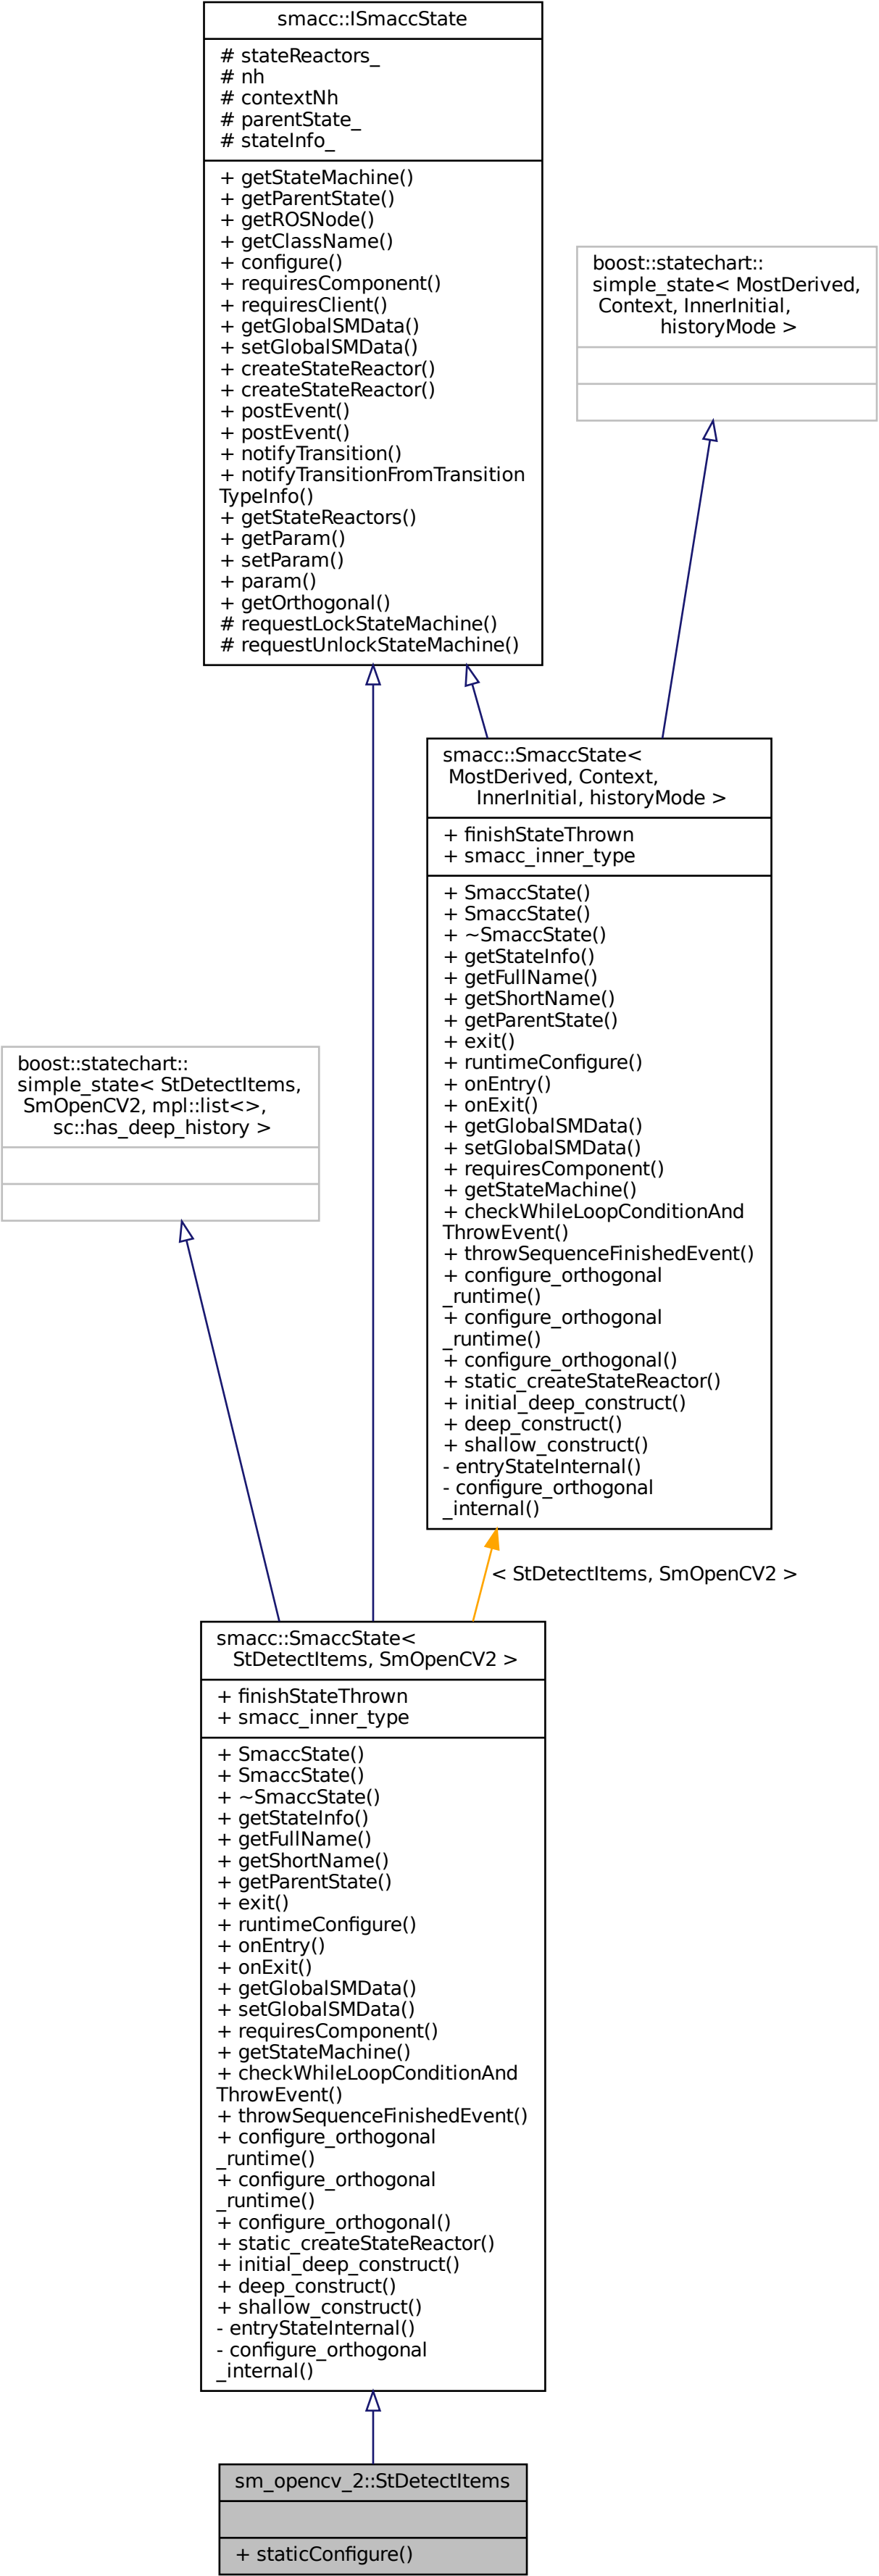 smacc::ISmaccState
# stateReactors_
# nh
# contextNh
# parentState_
# stateInfo_
+ getStateMachine()
+ getParentState()
+ getROSNode()
+ getClassName()
+ configure()
+ requiresComponent()
+ requiresClient()
+ getGlobalSMData()
+ setGlobalSMData()
+ createStateReactor()
+ createStateReactor()
+ postEvent()
+ postEvent()
+ notifyTransition()
+ notifyTransitionFromTransition
TypeInfo()
+ getStateReactors()
+ getParam()
+ setParam()
+ param()
+ getOrthogonal()
# requestLockStateMachine()
# requestUnlockStateMachine()
boost::statechart::
simple_state< MostDerived,
Context, InnerInitial,
historyMode >
smacc::SmaccState<
MostDerived, Context,
InnerInitial, historyMode >
+ finishStateThrown
+ smacc_inner_type
+ SmaccState()
+ SmaccState()
+ ~SmaccState()
+ getStateInfo()
+ getFullName()
+ getShortName()
+ getParentState()
+ exit()
+ runtimeConfigure()
+ onEntry()
+ onExit()
+ getGlobalSMData()
+ setGlobalSMData()
+ requiresComponent()
+ getStateMachine()
+ checkWhileLoopConditionAnd
ThrowEvent()
+ throwSequenceFinishedEvent()
+ configure_orthogonal
_runtime()
+ configure_orthogonal
_runtime()
+ configure_orthogonal()
+ static_createStateReactor()
+ initial_deep_construct()
+ deep_construct()
+ shallow_construct()
- entryStateInternal()
- configure_orthogonal
_internal()
boost::statechart::
simple_state< StDetectItems,
SmOpenCV2, mpl::list<>,
sc::has_deep_history >
< StDetectItems, SmOpenCV2 >
smacc::SmaccState<
StDetectItems, SmOpenCV2 >
+ finishStateThrown
+ smacc_inner_type
+ SmaccState()
+ SmaccState()
+ ~SmaccState()
+ getStateInfo()
+ getFullName()
+ getShortName()
+ getParentState()
+ exit()
+ runtimeConfigure()
+ onEntry()
+ onExit()
+ getGlobalSMData()
+ setGlobalSMData()
+ requiresComponent()
+ getStateMachine()
+ checkWhileLoopConditionAnd
ThrowEvent()
+ throwSequenceFinishedEvent()
+ configure_orthogonal
_runtime()
+ configure_orthogonal
_runtime()
+ configure_orthogonal()
+ static_createStateReactor()
+ initial_deep_construct()
+ deep_construct()
+ shallow_construct()
- entryStateInternal()
- configure_orthogonal
_internal()
sm_opencv_2::StDetectItems
+ staticConfigure()